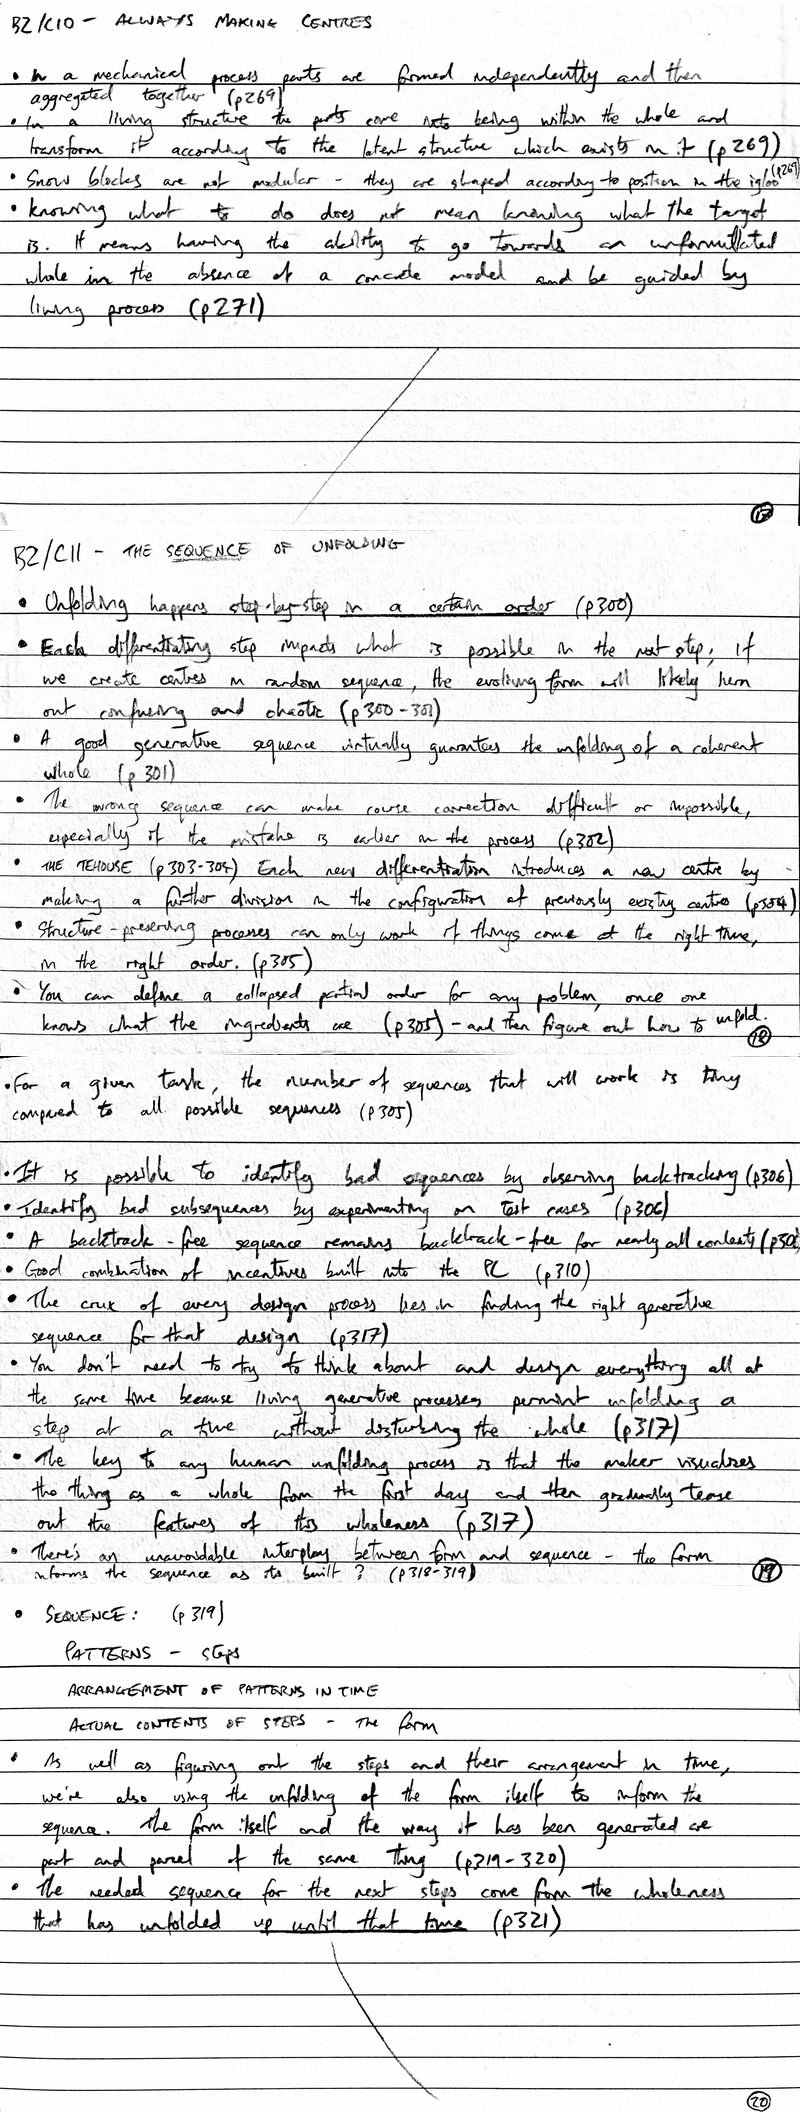 B2/C10 - ALWAYS MAKING CENTRES
• In a mechanical process parts are formed independently and then
aggregated together (p269)
• In a living structure the parts come into being within the whole and
transform it according to the latent structure which exists in it (p269)
• Snow blocks are not modular - they are shaped according to position in the igloo (p269)
• Knowing what to do does not mean knowing what the target
is. It means having the ability to go towards an unformulated
whole in the absence of a concrete model and be guided by
living process (p271)
17
B2/C11 - THE SEQUENCE OF UNFOLDING
• Unfolding happens step-by-step in a certain order (p300)
• Each differentiating step impacts what is possible in the next step; if
we create centres in random sequence, the evolving form will likely turn
out confusing and chaotic (p300-301)
• A good generative sequence virtually guarantees the unfolding of a coherent
whole (p301)
• The wrong sequence can make course correction difficult or impossible,
especially if the mistake is earlier in the process (p302)
• THE TEHOUSE (p303-304) Each new differentiation introduces a new centre by
making a further division in the configuration of previously existing centres (p304)
• Structure-preserving processes can only work if things come at the right time,
in the right order. (p305)
• You can define a collapsed partial order for any problem, once one
knows what the ingredients are (p305) - and then figure out how to unfold.
18
• For a given task, the number of sequences that will work is tiny
compared to all possible sequences (p305)
• It is possible to identify bad sequences by observing backtracking (p306)
• Identify bad subsequences by experimenting on test cases (p306)
• A backtrack-free sequence remains backtrack-free for nearly all contexts (p306)
• Good combination of incentives built into the PC (p310)
• The crux of every design process lies in finding the right generative
sequence for that design (p317)
• You don't need to try to think about and design everything all at
the same time because living generative processes permint unfolding a
step at a time without disturbing the whole (p317)
• The key to any human unfolding process is that the maker visualizes
the thing as a whole from the first day and then gradually tease
out the features of this wholeness (p317)
• There's an unavoidable interplay between form and sequence - the form
informs the sequence as its built? (p318-319)
19
• SEQUENCE: (p319)
PATTERNS - steps
ARRANGEMENT OF PATTERNS IN TIME
ACTUAL CONTENTS OF STEPS - the form
• As well as figuring out the steps and their arrangement in time,
we're also using the unfolding of the form itself to inform the
sequence. The form itself and the way it has been generated are
part and parcel of the same thing (p319-320)
• The needed sequence for the next steps come from the wholeness
that has unfolded up until that time (p321)
20